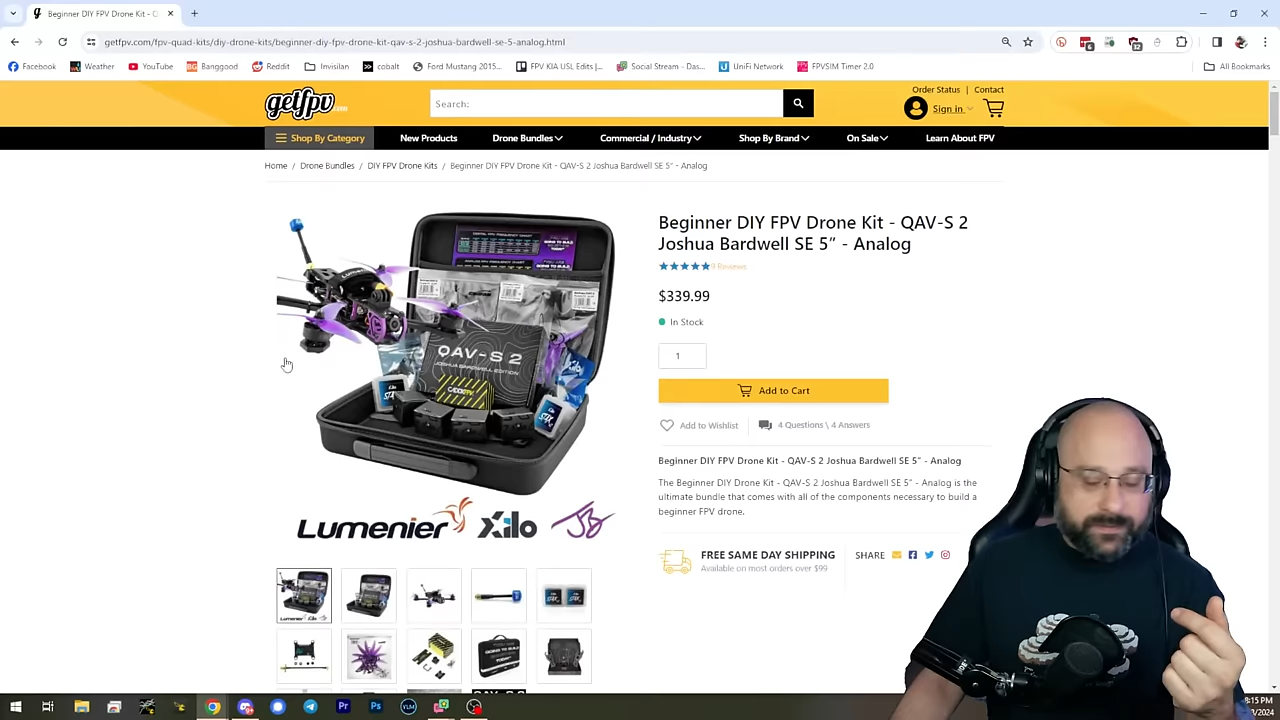 Beginner DIY FPV Drone Kit - Q
getfpv.com/fpv-quad-kits/diy-drone-kits/beginner-diy-fpv-drone-kit-qav-s-2-joshua-bardwell-se-5-analog.html
Facebook Weather YouTube Banggood Reddit Invisilan cobalt Ford Mustang 2015... FPV KIA USL Edits |... Social Stream - Das... UniFi Network FPVSIM Timer 2.0 All Bookmarks
Order Status | Contact
getfpv.com
Search:
Sign in
Shop By Category New Products Drone Bundles Commercial / Industry Shop By Brand On Sale Learn About FPV
Home / Drone Bundles / DIY FPV Drone Kits / Beginner DIY FPV Drone Kit - QAV-S 2 Joshua Bardwell SE 5” - Analog
Beginner DIY FPV Drone Kit - QAV-S 2
Joshua Bardwell SE 5” - Analog
Reviews
$339.99
In Stock
1
Add to Cart
Add to Wishlist
4 Questions \ 4 Answers
Beginner DIY FPV Drone Kit - QAV-S 2 Joshua Bardwell SE 5” - Analog
The Beginner DIY Drone Kit - QAV-S 2 Joshua Bardwell SE 5” - Analog is the
ultimate bundle that comes with all of the components necessary to build a
beginner FPV drone.
FREE SAME DAY SHIPPING
Available on most orders over $99
SHARE
QAV-S 2
JOSHUA BARDWELL EDITION
Lumenier Xilo JB
8:15 PM